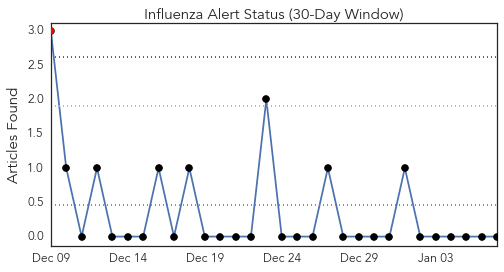 Influenza Alert Status (30-Day Window)
Articles Found
3.0
2.5
2.0
1.5
1.0
0.5
0.0
Dec 09 Dec 14 Dec 19 Dec 24 Dec 29 Jan 03